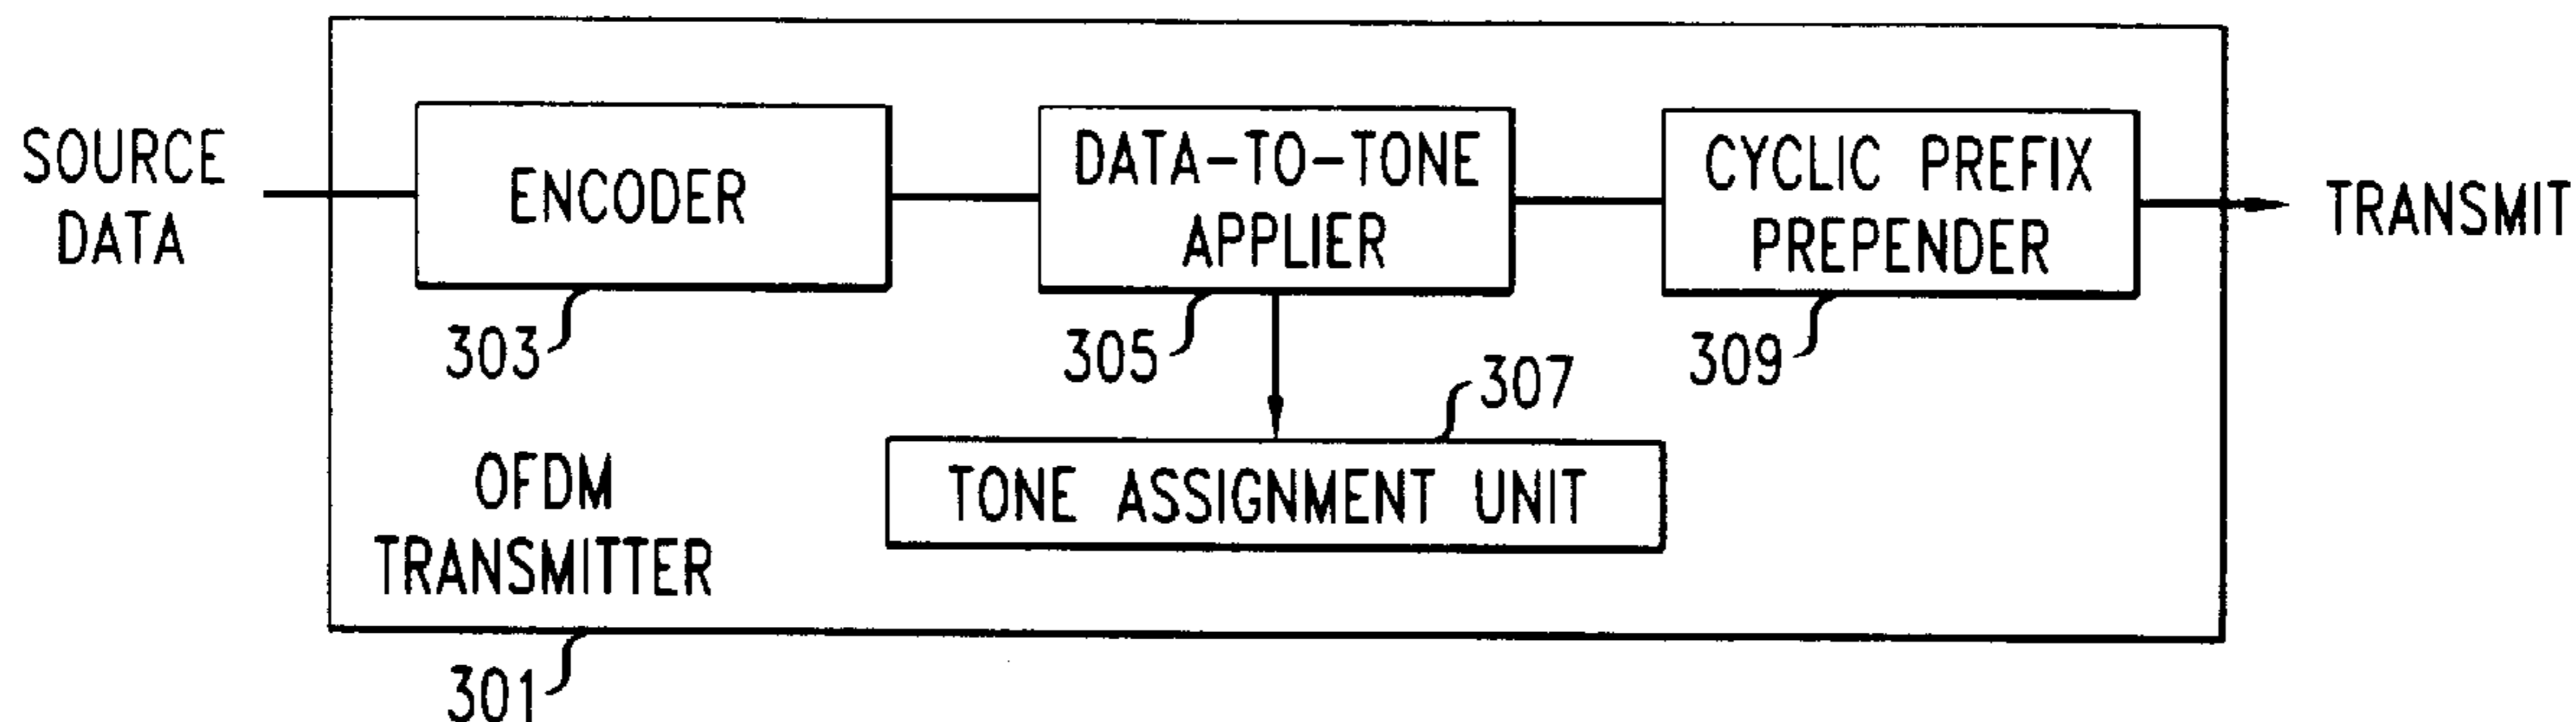 SOURCE
DATA
ENCODER
303
DATA-TO-TONE
APPLIER
305
CYCLIC PREFIX
PREPENDER
309
TRANSMIT
307
TONE ASSIGNMENT UNIT
OFDM
TRANSMITTER
301